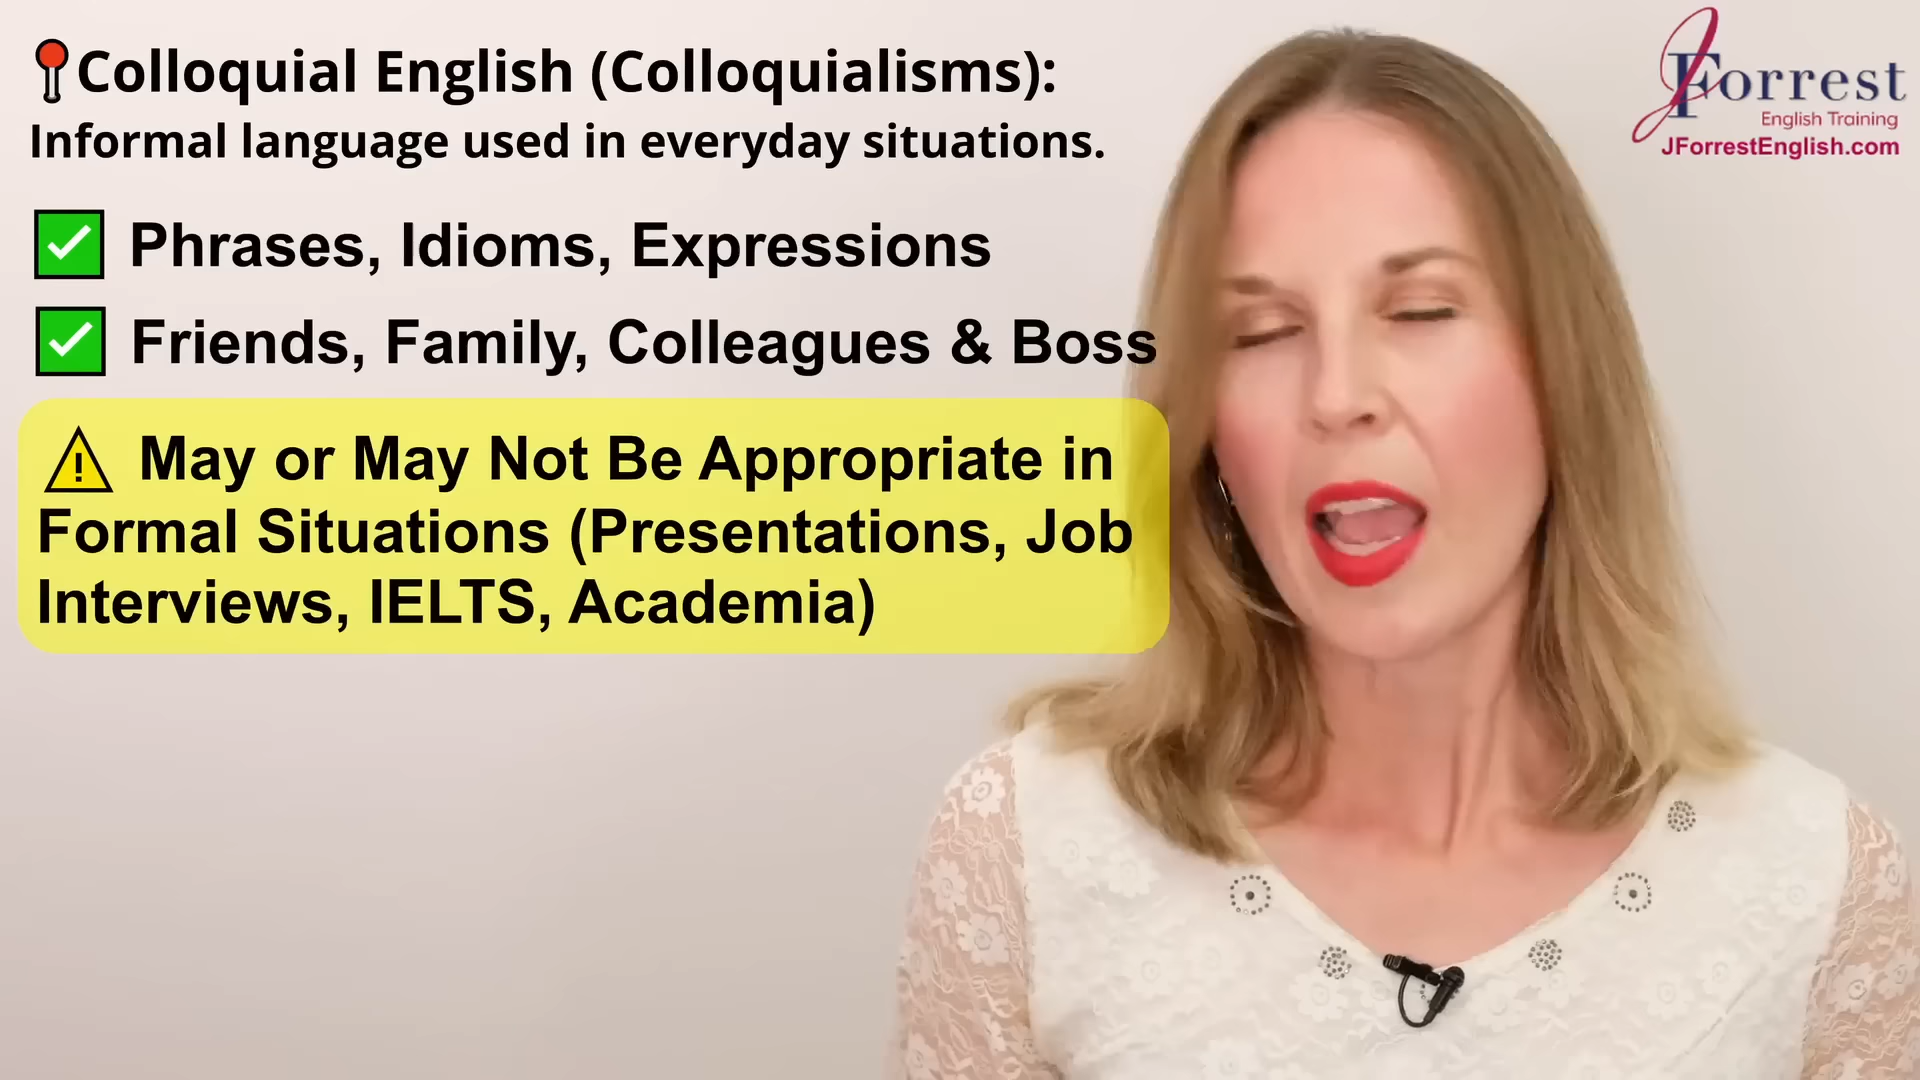 Colloquial English (Colloquialisms):
Informal language used in everyday situations.
Phrases, Idioms, Expressions
Friends, Family, Colleagues & Boss
May or May Not Be Appropriate in
Formal Situations (Presentations, Job
Interviews, IELTS, Academia)
JForrest
English Training
JForrestEnglish.com